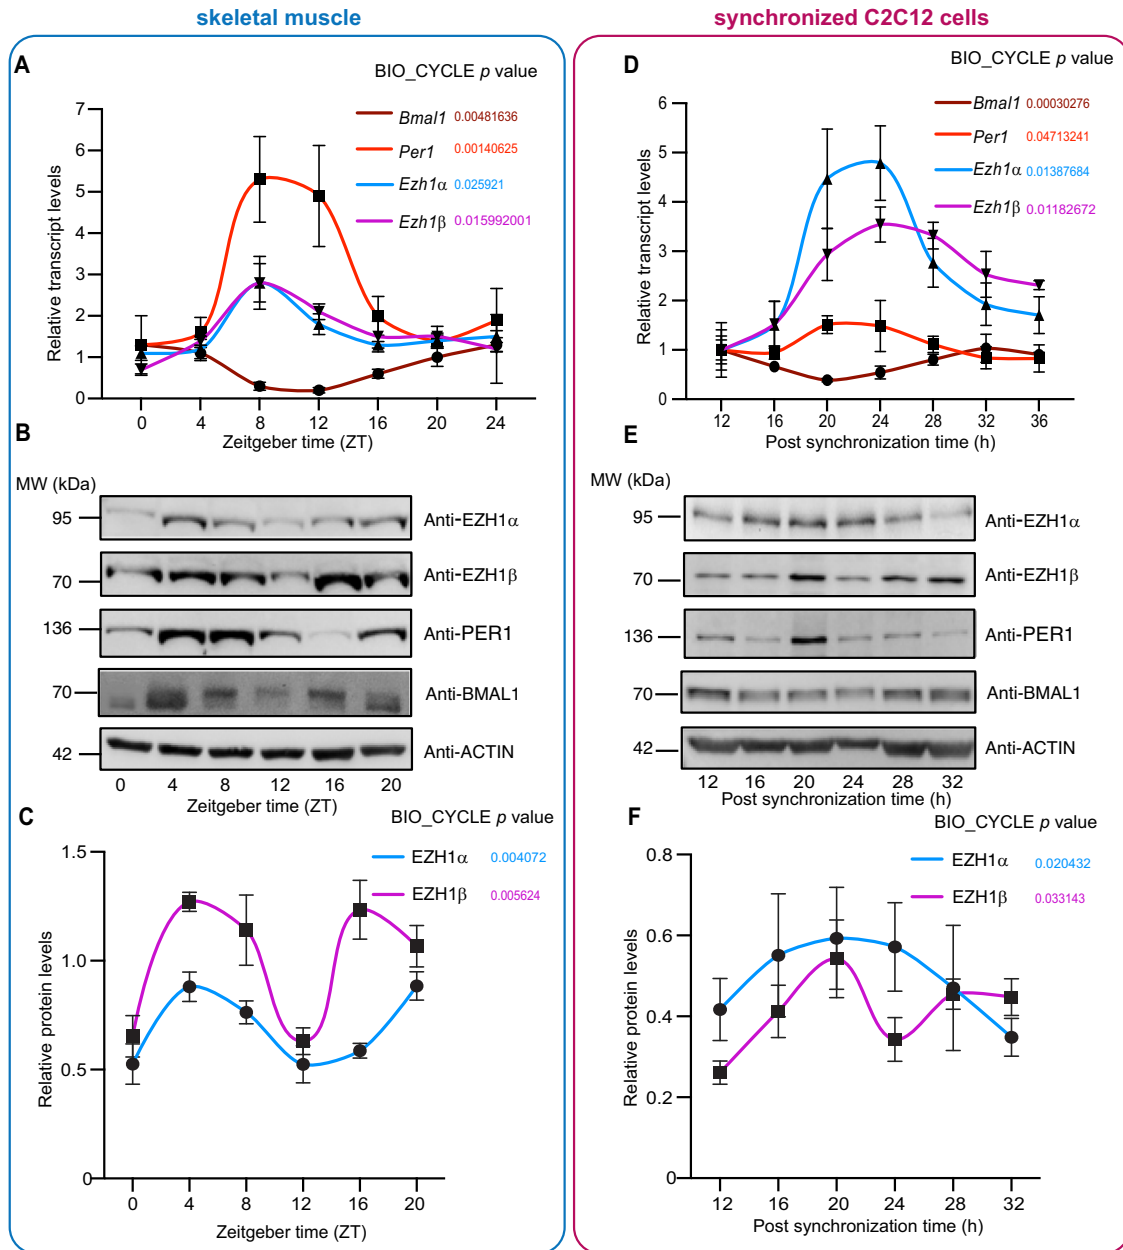 skeletal muscle
synchronized C2C12 cells
A
BIO_CYCLE p value
Bmal1 0.00481636
Per1 0.00140625
Ezh1α 0.025921
Ezh1β 0.015992001
Relative transcript levels
7
6
5
4
3
2
1
0
0 4 8 12 16 20 24
Zeitgeber time (ZT)
B
MW (kDa)
95 Anti-EZH1α
70 Anti-EZH1β
136 Anti-PER1
70 Anti-BMAL1
42 Anti-ACTIN
0 4 8 12 16 20
Zeitgeber time (ZT)
C
BIO_CYCLE p value
EZH1α 0.004072
EZH1β 0.005624
Relative protein levels
1.5
1.0
0.5
0
0 4 8 12 16 20
Zeitgeber time (ZT)
D
BIO_CYCLE p value
Bmal1 0.00030276
Per1 0.04713241
Ezh1α 0.01387684
Ezh1β 0.01182672
Relative transcript levels
6
5
4
3
2
1
0
12 16 20 24 28 32 36
Post synchronization time (h)
E
MW (kDa)
95 Anti-EZH1α
70 Anti-EZH1β
136 Anti-PER1
70 Anti-BMAL1
42 Anti-ACTIN
12 16 20 24 28 32
Post synchronization time (h)
F
BIO_CYCLE p value
EZH1α 0.020432
EZH1β 0.033143
Relative protein levels
0.8
0.6
0.4
0.2
0
12 16 20 24 28 32
Post synchronization time (h)